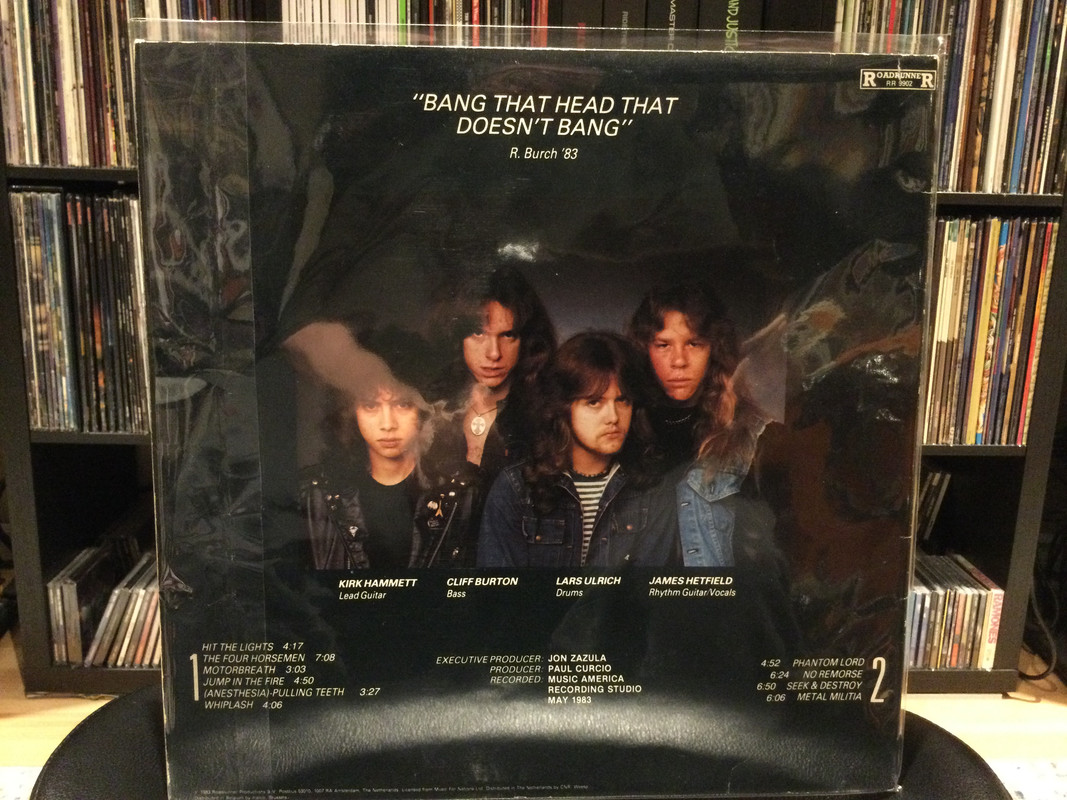 AND JUSTIC
MASTER O
ROADRUNNER
RR 9902
"BANG THAT HEAD THAT
DOESN'T BANG"
R. Burch '83
KIRK HAMMETT
Lead Guitar
CLIFF BURTON
Bass
LARS ULRICH
Drums
JAMES HETFIELD
Rhythm Guitar/Vocals
1
HIT THE LIGHTS 4:17
THE FOUR HORSEMEN 7:08
MOTORBREATH 3:03
JUMP IN THE FIRE 4:50
(ANESTHESIA)-PULLING TEETH 3:27
WHIPLASH 4:06
EXECUTIVE PRODUCER: JON ZAZULA
PRODUCER: PAUL CURCIO
RECORDED: MUSIC AMERICA
RECORDING STUDIO
MAY 1983
4:52 PHANTOM LORD
6:24 NO REMORSE
6:50 SEEK & DESTROY
6:06 METAL MILITIA
2
RAMONES